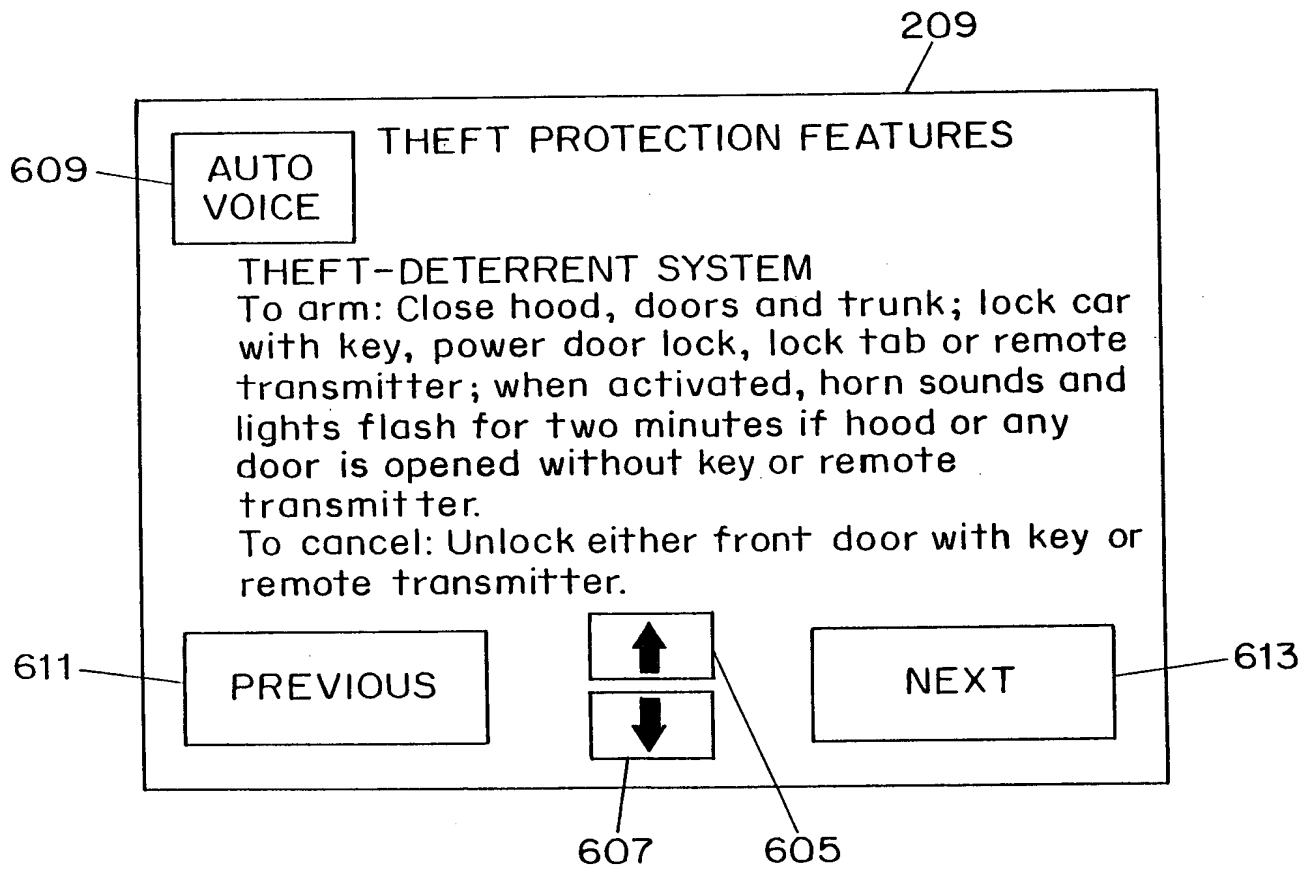 209
THEFT PROTECTION FEATURES
609
AUTO
VOICE
THEFT-DETERRENT SYSTEM
To arm: Close hood, doors and trunk; lock car
with key, power door lock, lock tab or remote
transmitter; when activated, horn sounds and
lights flash for two minutes if hood or any
door is opened without key or remote
transmitter.
To cancel: Unlock either front door with key or
remote transmitter.
611
PREVIOUS
NEXT
613
607
605